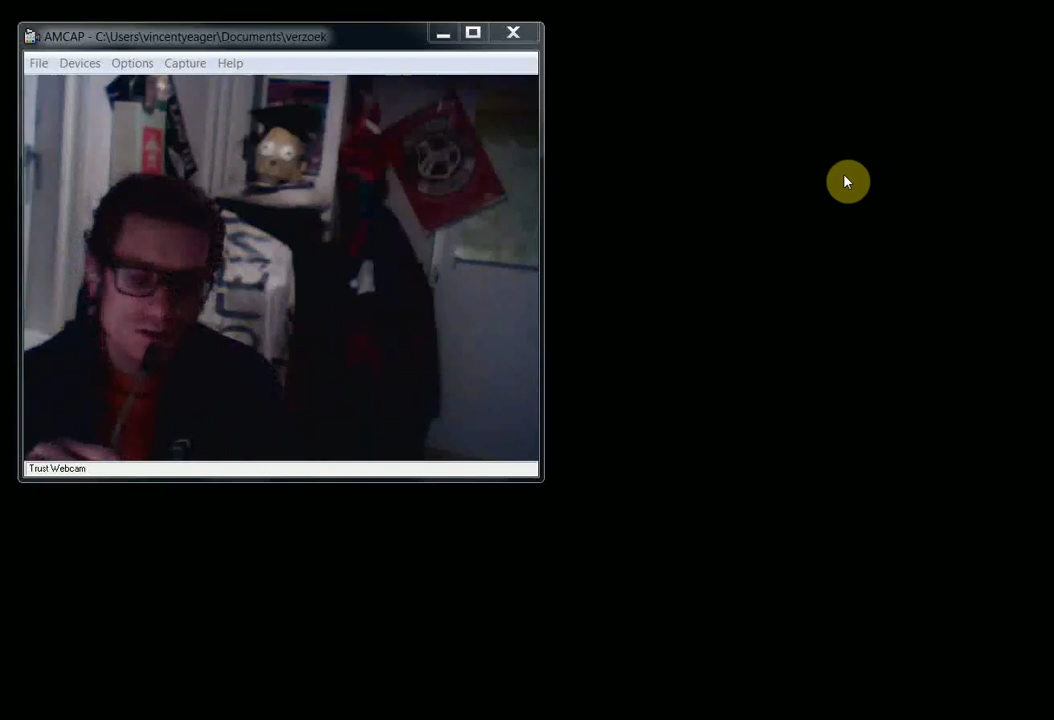 AMCAP - C:\Users\vincentyeager\Documents\verzoek
File Devices Options Capture Help
Trust Webcam